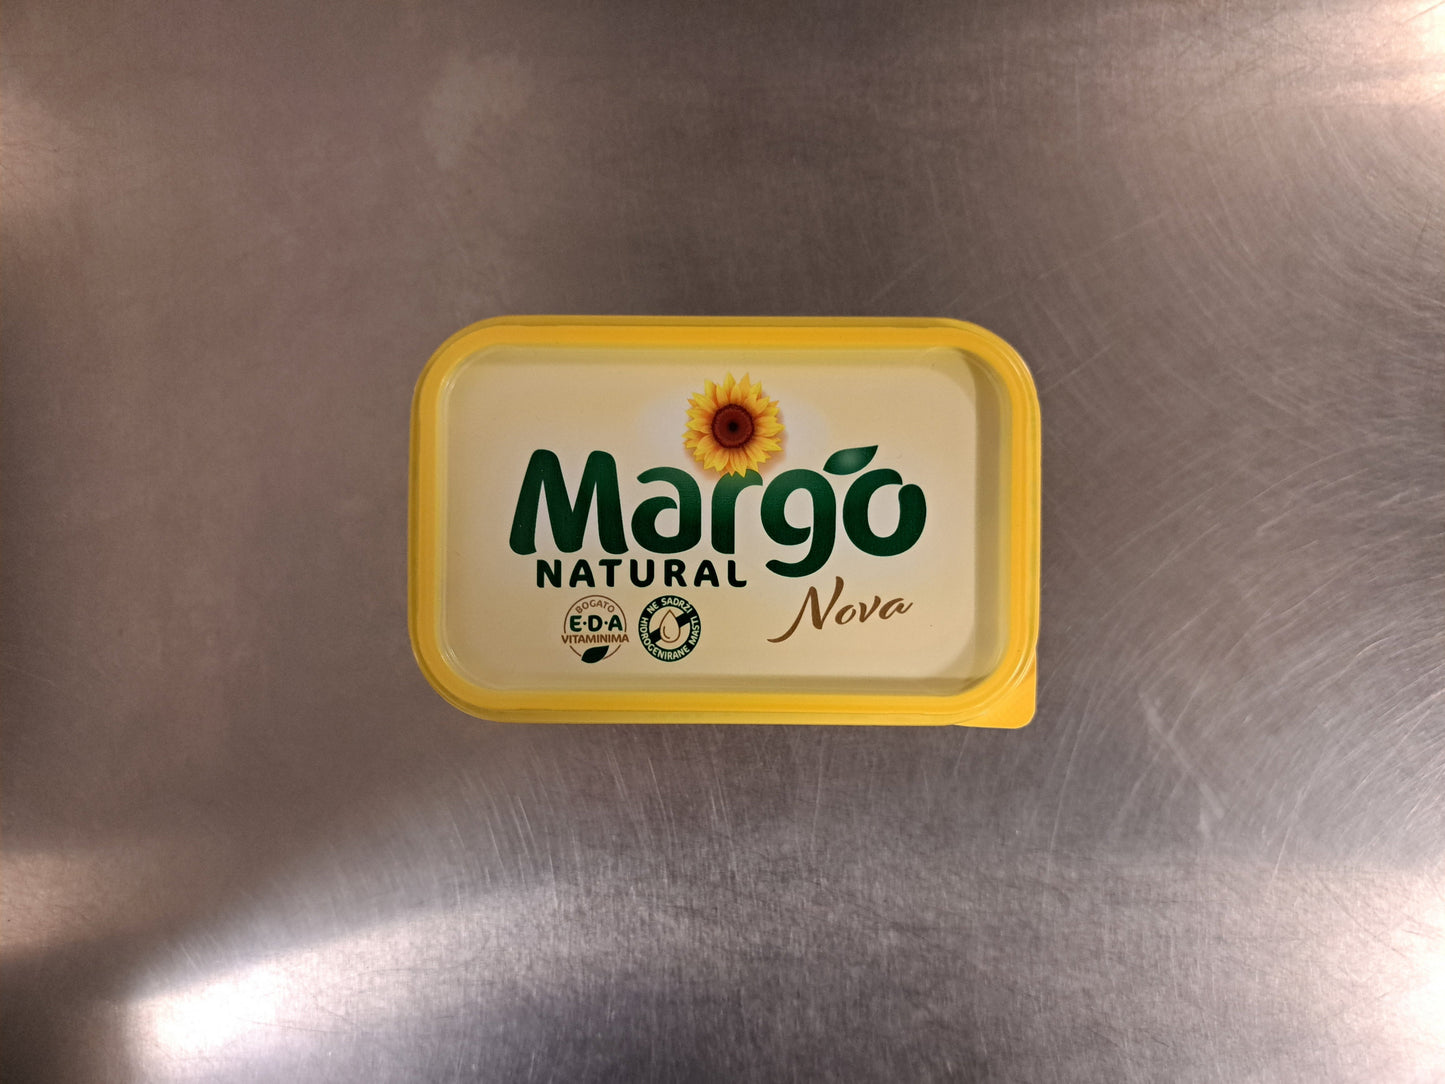 Margo
NATURAL
Nova
BOGATO
E·D·A
VITAMINIMA
NE SADRŽI
HIDROGENIRANE MASTI